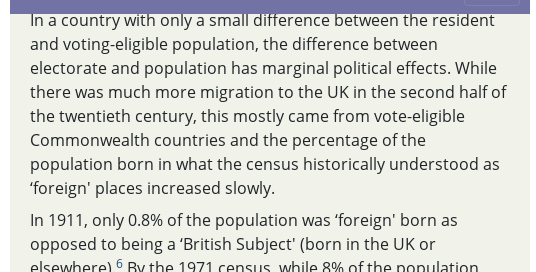 In a country with only a small difference between the resident
and voting-eligible population, the difference between
electorate and population has marginal political effects. While
there was much more migration to the UK in the second half of
the twentieth century, this mostly came from vote-eligible
Commonwealth countries and the percentage of the
population born in what the census historically understood as
‘foreign' places increased slowly.
In 1911, only 0.8% of the population was ‘foreign' born as
opposed to being a ‘British Subject' (born in the UK or
elsewhere).6 By the 1971 census, while 8% of the population